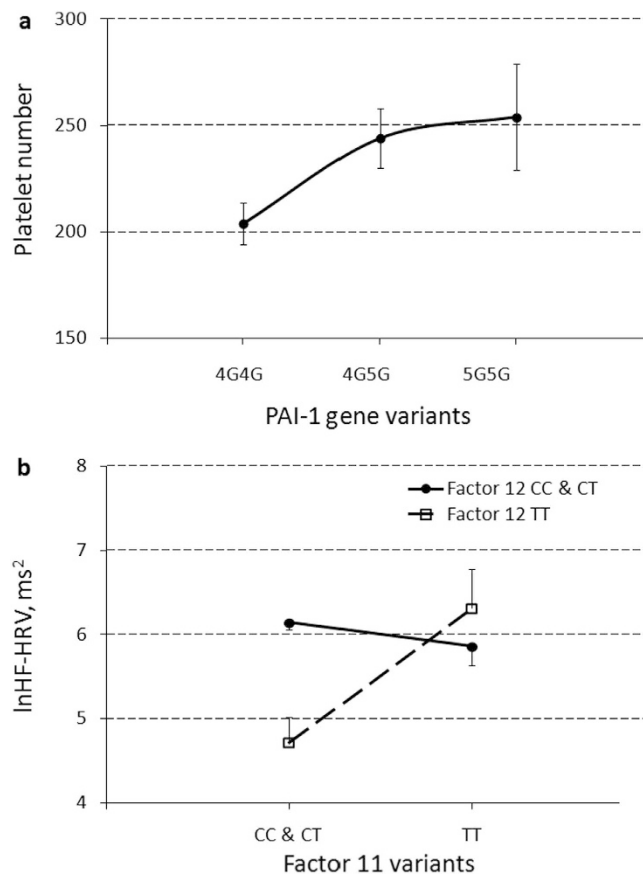 a
Platelet number
300
250
200
150
4G4G 4G5G 5G5G
PAI-1 gene variants
b
lnHF-HRV, ms²
8
7
6
5
4
Factor 12 CC & CT
Factor 12 TT
CC & CT TT
Factor 11 variants